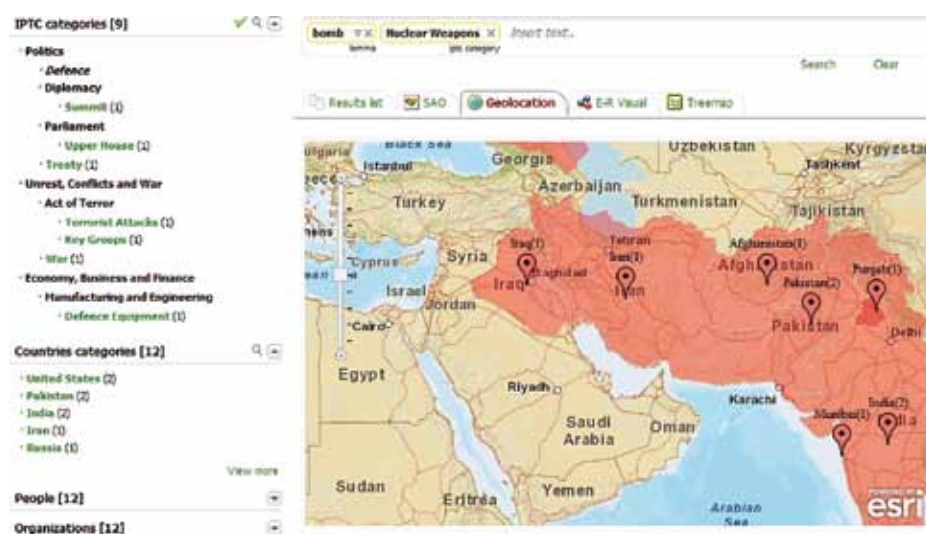 IPTC categories [9]
Politics
Defence
Diplomacy
Summit (1)
Parliament
Upper House (1)
Treaty (1)
Unrest, Conflicts and War
Act of Terror
Terrorist Attacks (1)
Key Groups (1)
War (1)
Economy, Business and Finance
Manufacturing and Engineering
Defence Equipment (1)
Countries categories [12]
United States (2)
Pakistan (2)
India (2)
Iran (1)
Russia (1)
View more
People [12]
Organizations [12]
bomb Nuclear Weapons Insert text..
lemma iptc category
Search Clear
Results list SAO Geolocation E-R Visual Treemap
Black Sea Uzbekistan Kyrgyzstan
Istanbul Georgia Tashkent
Azerbaijan
Turkey Turkmenistan Tajikistan
Tehran
Iraq(1) Iran(1) Afghanistan(1)
Cyprus Syria Baghdad Afghanistan Punjab(1)
Iraq Iran Pakistan(2)
Israel Jordan Pakistan Delhi
Cairo
Egypt Riyadh Karachi
Saudi Arabia Oman Mumbai(1) India(2)
Sudan Eritrea Yemen Arabian Sea
POWERED BY
esri